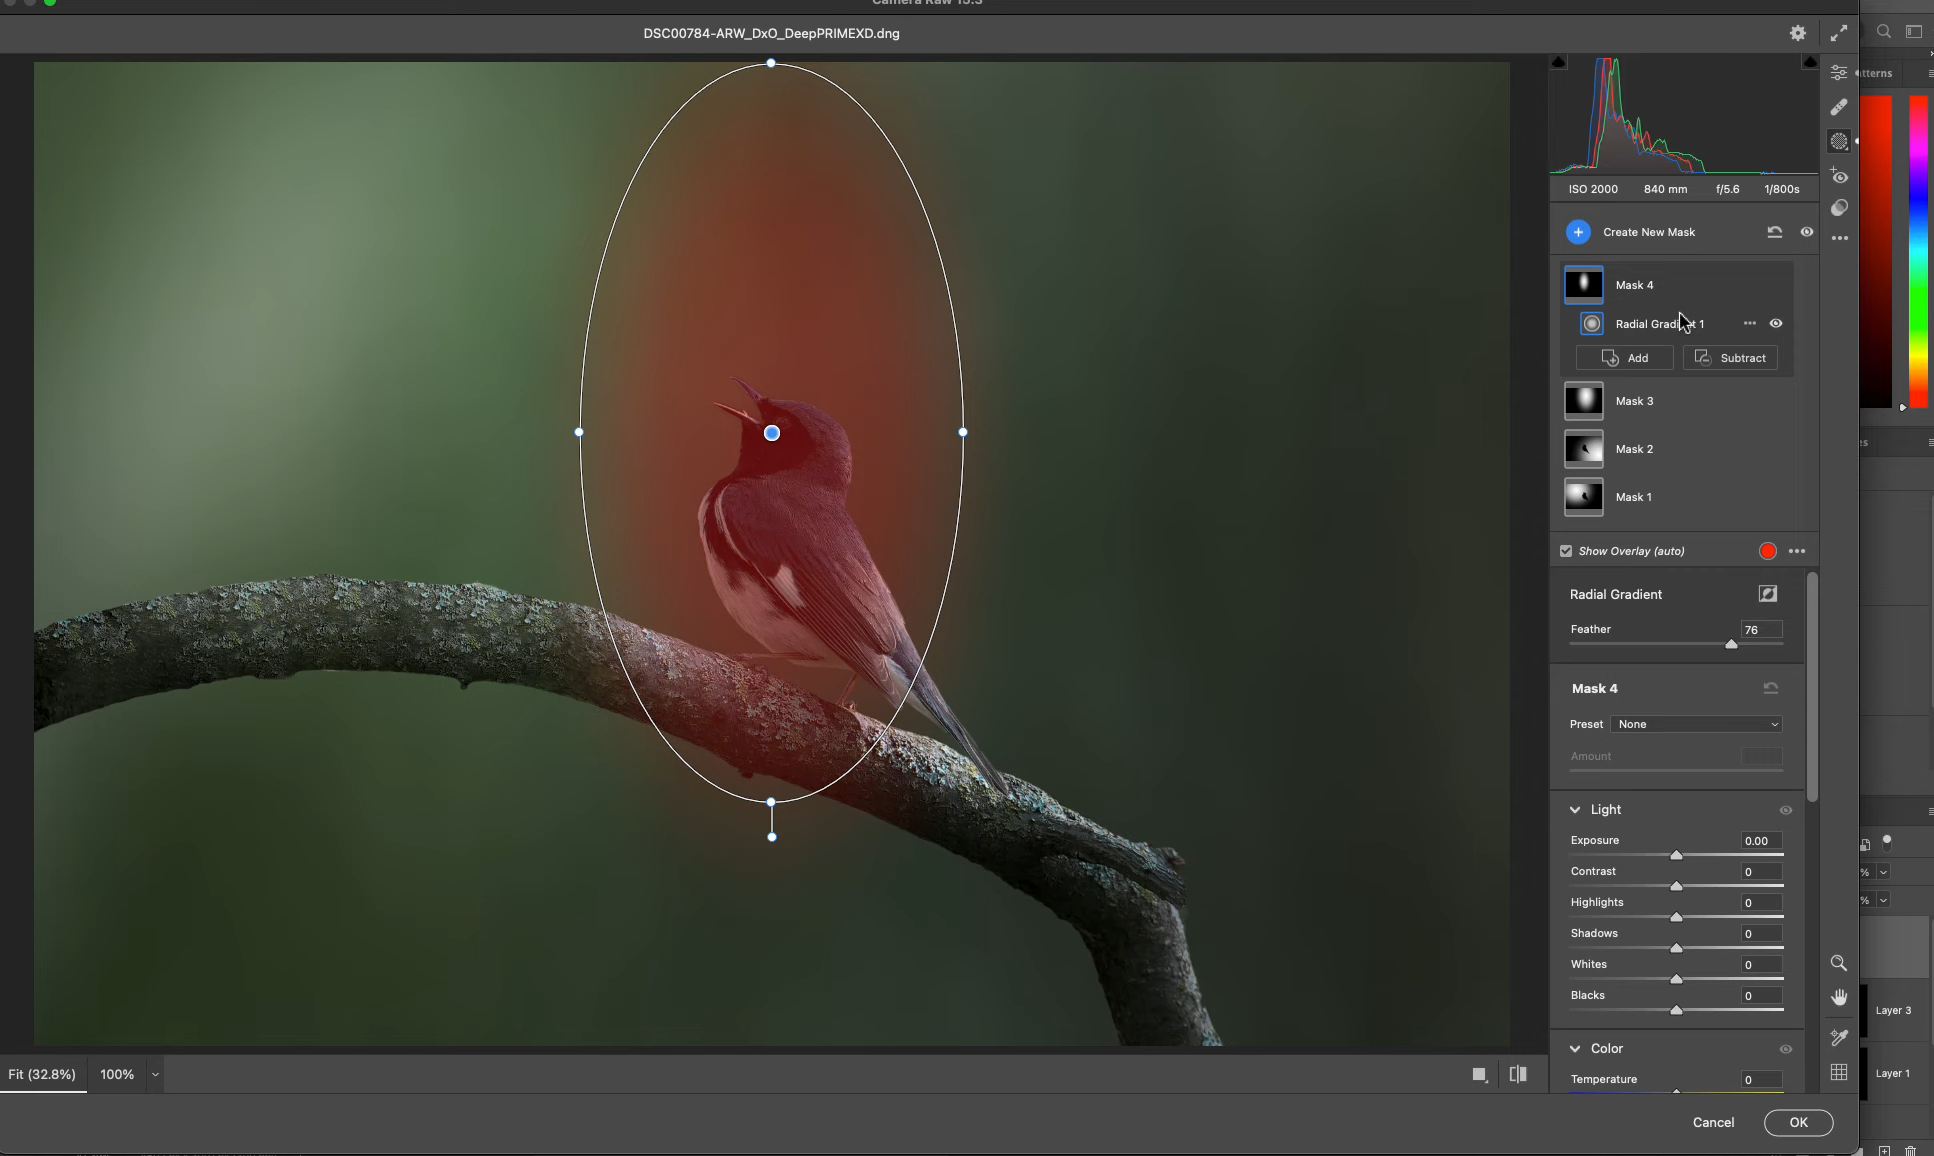 Camera Raw 15.3
DSC00784-ARW_DxO_DeepPRIMEXD.dng
ISO 2000 840 mm f/5.6 1/800s
Create New Mask
Mask 4
Radial Gradient 1
Add Subtract
Mask 3
Mask 2
Mask 1
Show Overlay (auto)
Radial Gradient
Feather 76
Mask 4
Preset None
Amount
Light
Exposure 0.00
Contrast 0
Highlights 0
Shadows 0
Whites 0
Blacks 0
Color
Temperature 0
Fit (32.8%) 100%
Cancel OK
tterns
es
%
%
Layer 3
Layer 1